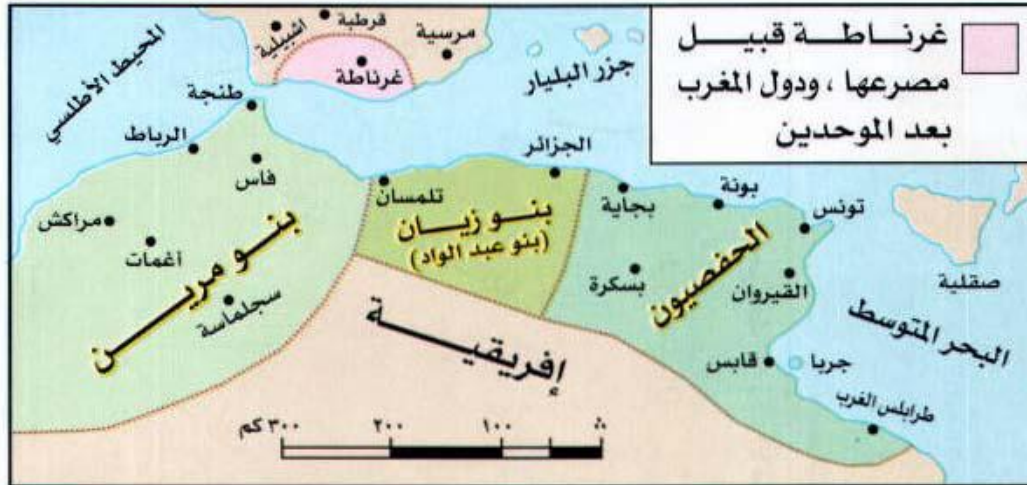 غرناطة قبيل
مصرعها ، ودول المغرب
بعد الموحدين
المحيط الأطلسي
اشبيلية
قرطبة
مرسية
غرناطة
جزر البليار
طنجة
الرباط
فاس
مراكش
أغمات
سجلماسة
بنو مرين
تلمسان
الجزائر
بنو زيان
(بنو عبد الواد)
بجاية
بونة
تونس
بسكرة
القيروان
الحفصيون
صقلية
البحر المتوسط
قابس
جربا
طرابلس الغرب
إفريقية
٣٠٠ كم
٢٠٠
١٠٠